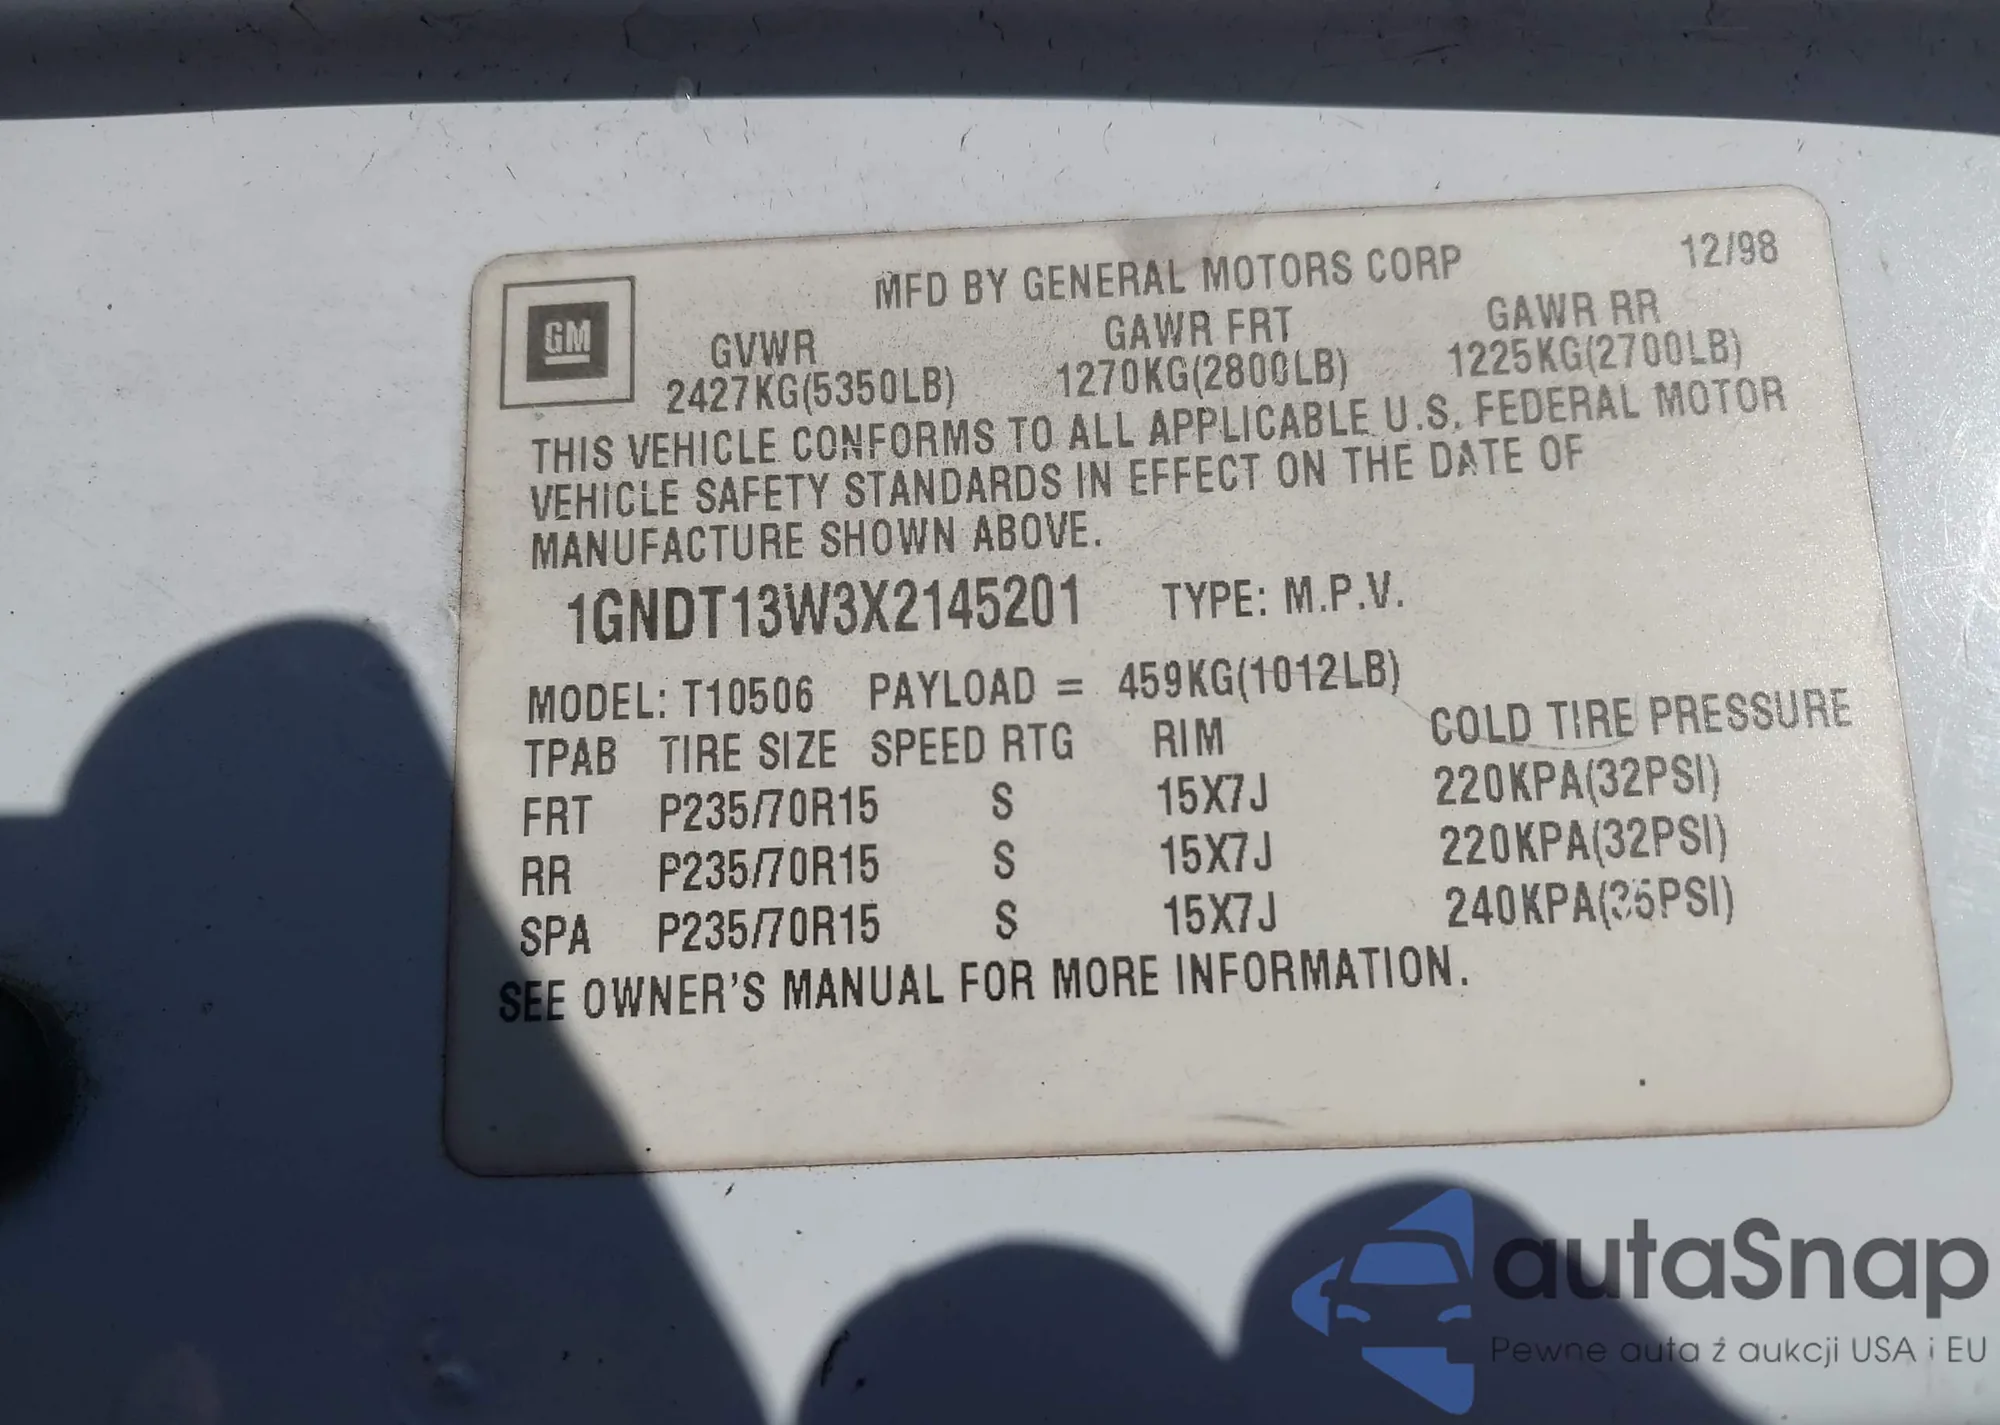 MFD BY GENERAL MOTORS CORP 12/98
GM
GVWR GAWR FRT GAWR RR
2427KG(5350LB) 1270KG(2800LB) 1225KG(2700LB)
THIS VEHICLE CONFORMS TO ALL APPLICABLE U.S. FEDERAL MOTOR
VEHICLE SAFETY STANDARDS IN EFFECT ON THE DATE OF
MANUFACTURE SHOWN ABOVE.
1GNDT13W3X2145201 TYPE: M.P.V.
MODEL: T10506 PAYLOAD = 459KG(1012LB)
TPAB TIRE SIZE SPEED RTG RIM COLD TIRE PRESSURE
FRT P235/70R15 S 15X7J 220KPA(32PSI)
RR P235/70R15 S 15X7J 220KPA(32PSI)
SPA P235/70R15 S 15X7J 240KPA(35PSI)
SEE OWNER'S MANUAL FOR MORE INFORMATION.
autaSnap
Pewne auta z aukcji USA i EU